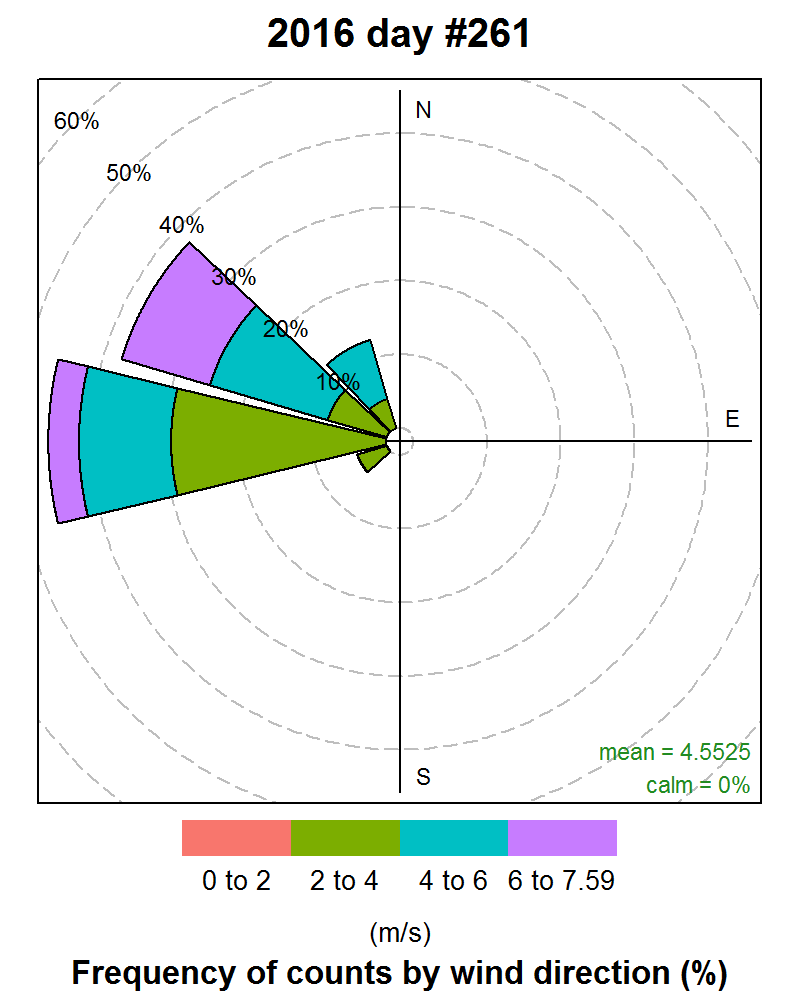 2016 day #261
N
60%
50%
40%
30%
20%
10%
E
mean = 4.5525
S
calm = 0%
0 to 2 2 to 4 4 to 6 6 to 7.59
(m/s)
Frequency of counts by wind direction (%)